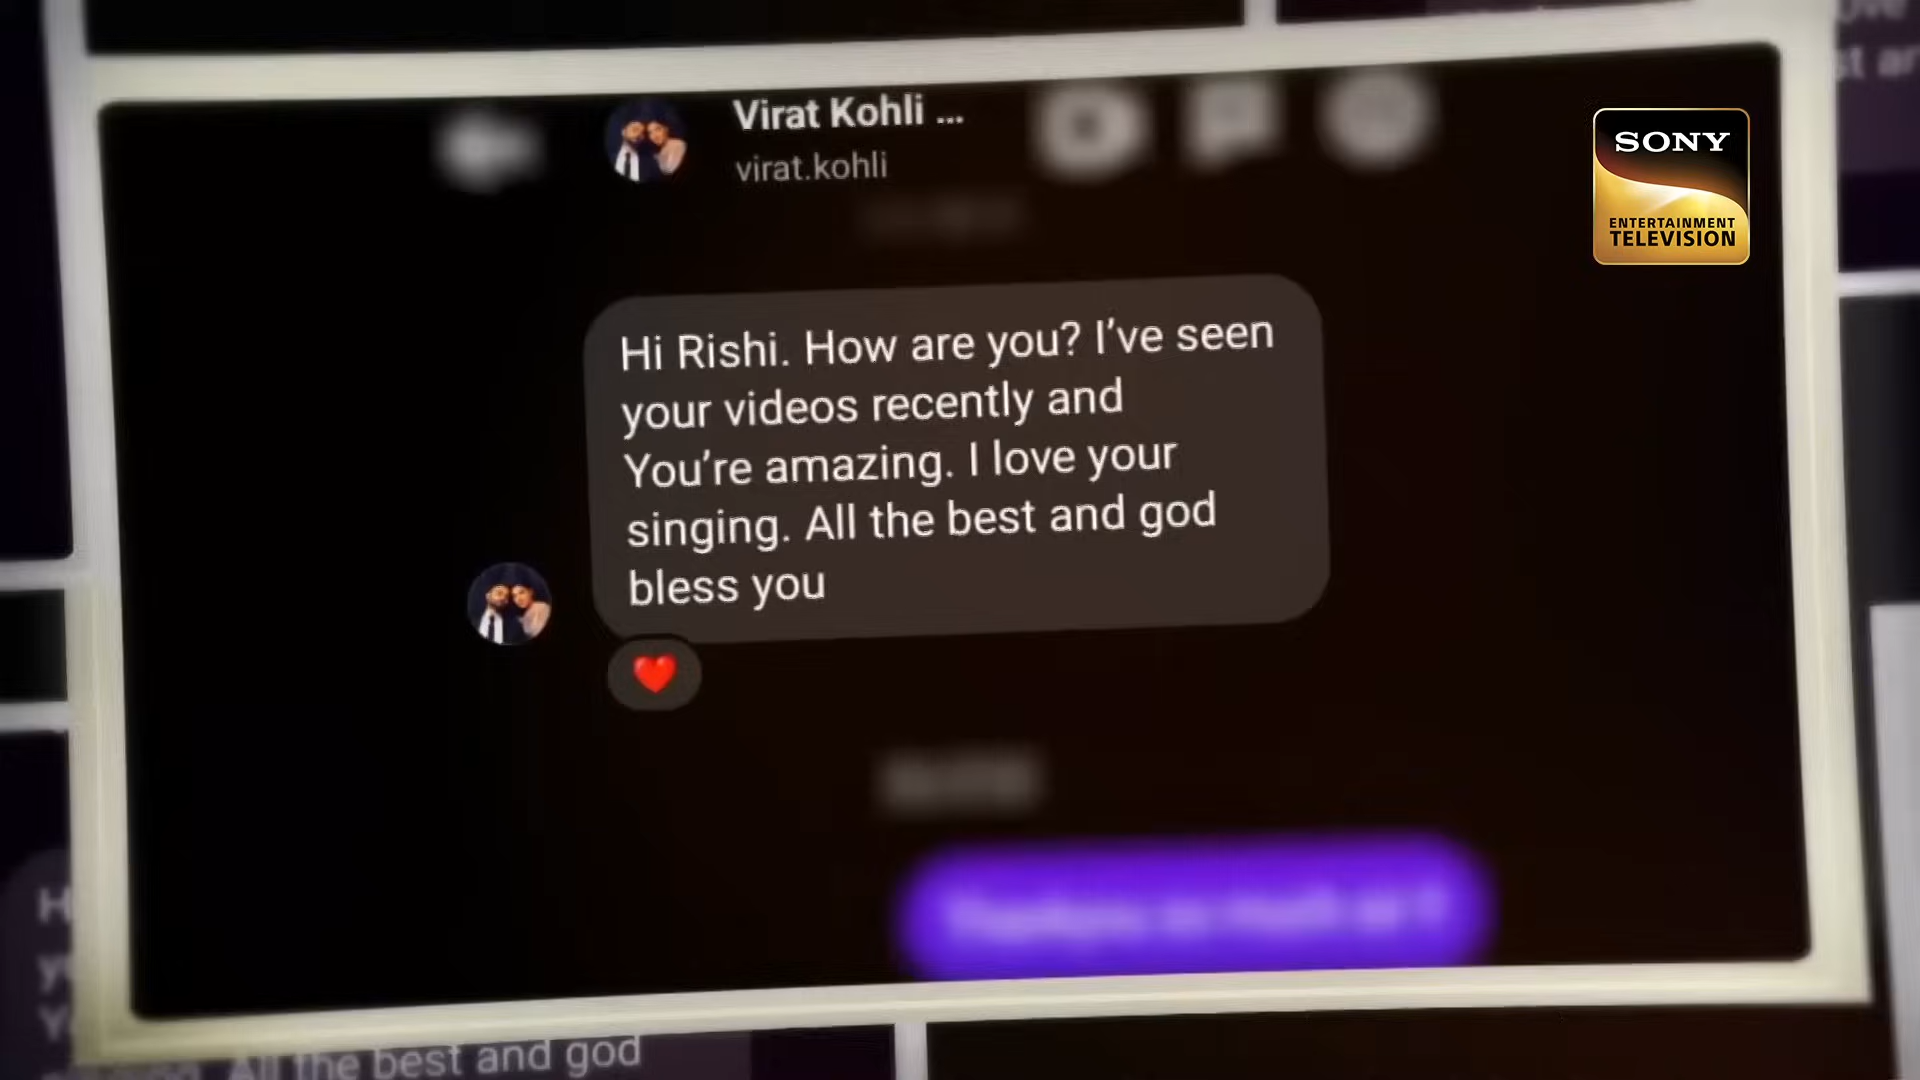 Virat Kohli ...
virat.kohli
SONY
ENTERTAINMENT
TELEVISION
Hi Rishi. How are you? I've seen
your videos recently and
You're amazing. I love your
singing. All the best and god
bless you
All the best and god